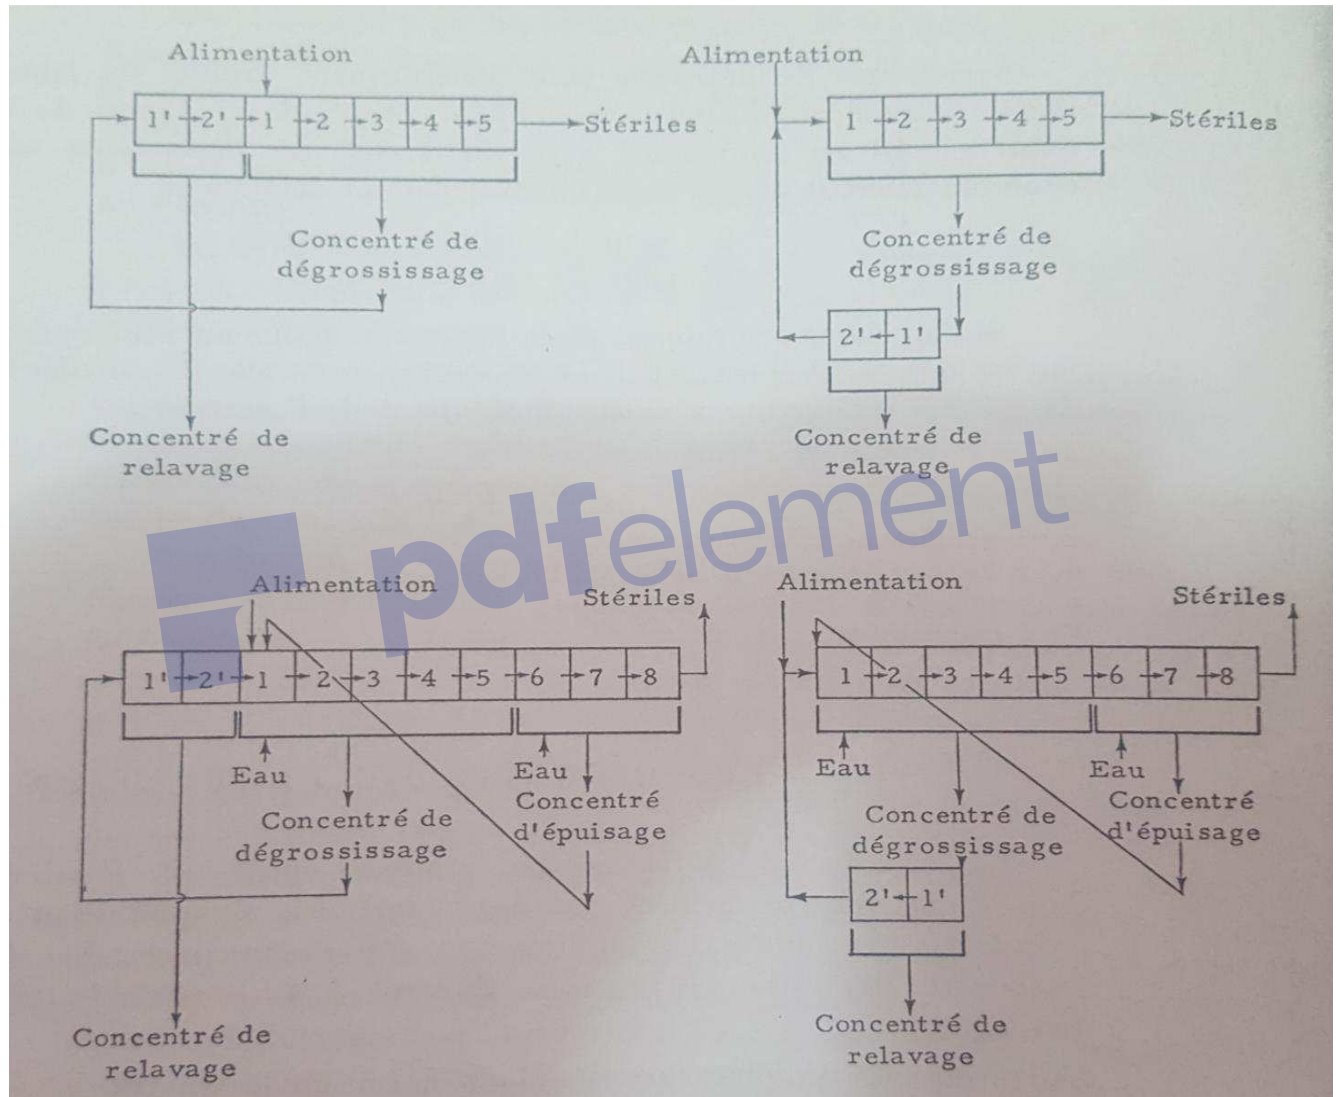 Alimentation
1' 2' 1 2 3 4 5
Stériles
Concentré de
dégrossissage
Concentré de
relavage
Alimentation
1 2 3 4 5
Stériles
Concentré de
dégrossissage
2' 1'
Concentré de
relavage
pdfelement
Alimentation
Stériles
1' 2' 1 2 3 4 5 6 7 8
Eau
Eau
Concentré
d'épuisage
Concentré de
dégrossissage
Concentré de
relavage
Alimentation
Stériles
1 2 3 4 5 6 7 8
Eau
Eau
Concentré
d'épuisage
Concentré de
dégrossissage
2' 1'
Concentré de
relavage